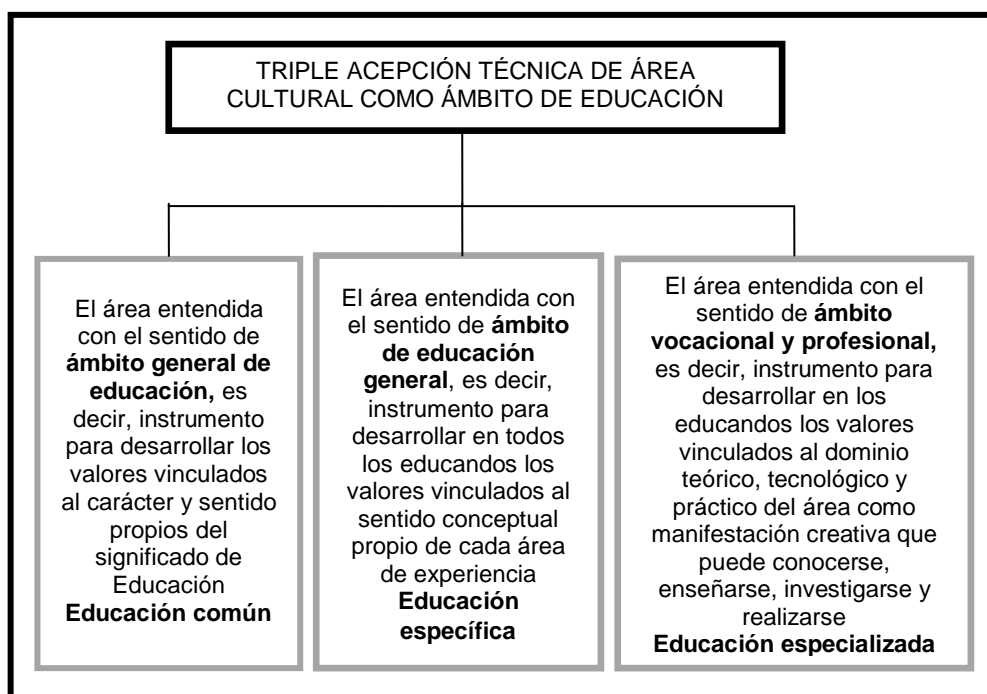 TRIPLE ACEPCIÓN TÉCNICA DE ÁREA
CULTURAL COMO ÁMBITO DE EDUCACIÓN
El área entendida
con el sentido de
ámbito general de
educación, es
decir, instrumento
para desarrollar los
valores vinculados
al carácter y sentido
propios del
significado de
Educación
Educación común
El área entendida con
el sentido de ámbito
de educación
general, es decir,
instrumento para
desarrollar en todos
los educandos los
valores vinculados al
sentido conceptual
propio de cada área
de experiencia
Educación
específica
El área entendida con el
sentido de ámbito
vocacional y profesional,
es decir, instrumento para
desarrollar en los
educandos los valores
vinculados al dominio
teórico, tecnológico y
práctico del área como
manifestación creativa que
puede conocerse,
enseñarse, investigarse y
realizarse
Educación especializada